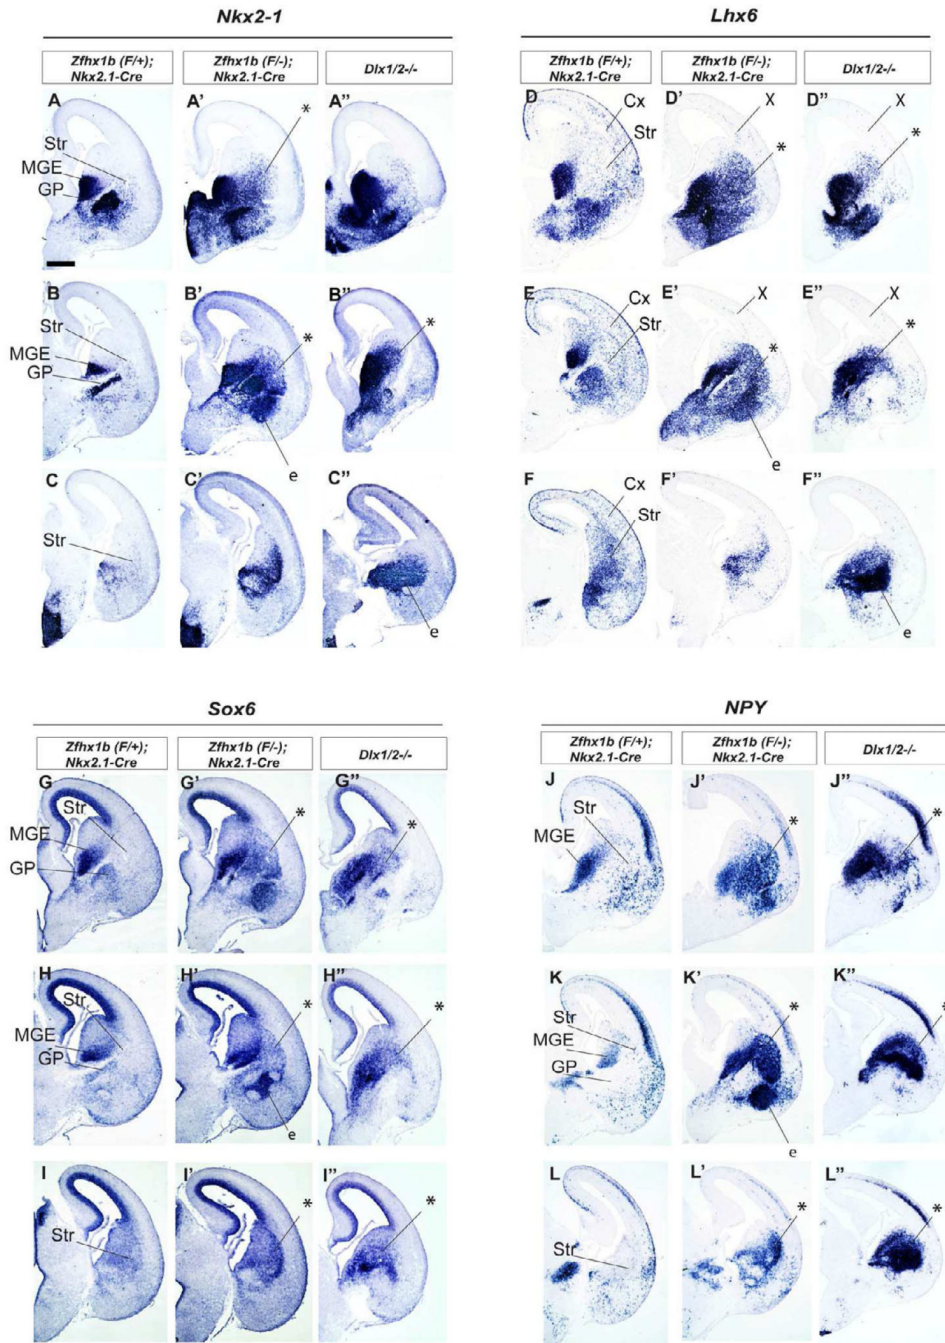 Nkx2-1
Lhx6
Zfhx1b (F/+);
Nkx2.1-Cre
Zfhx1b (F/-);
Nkx2.1-Cre
Dlx1/2-/-
Zfhx1b (F/+);
Nkx2.1-Cre
Zfhx1b (F/-);
Nkx2.1-Cre
Dlx1/2-/-
A
Str
MGE
GP
A'
*
A''
D
Cx
Str
D'
X
*
D''
X
*
B
Str
MGE
GP
B'
*
e
B''
*
E
Cx
Str
E'
X
*
e
E''
X
*
C
Str
C'
C''
e
F
Cx
Str
F'
F''
e
Sox6
NPY
Zfhx1b (F/+);
Nkx2.1-Cre
Zfhx1b (F/-);
Nkx2.1-Cre
Dlx1/2-/-
Zfhx1b (F/+);
Nkx2.1-Cre
Zfhx1b (F/-);
Nkx2.1-Cre
Dlx1/2-/-
G
Str
MGE
GP
G'
*
G''
*
J
Str
MGE
J'
*
J''
*
H
Str
MGE
GP
H'
*
e
H''
*
K
Str
MGE
GP
K'
*
e
K''
*
I
Str
I'
*
I''
*
L
Str
L'
*
L''
*